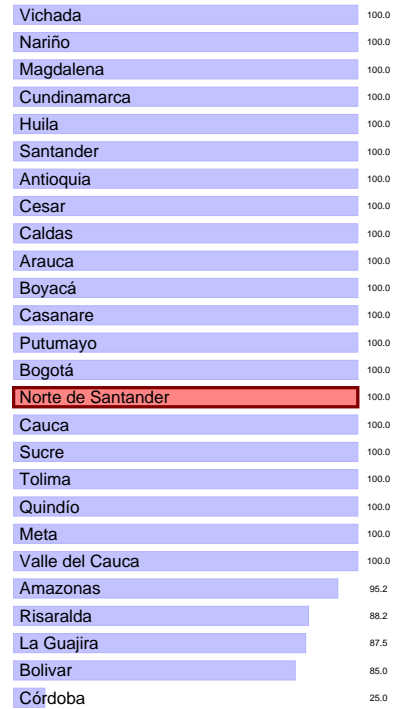 Vichada 100.0
Nariño 100.0
Magdalena 100.0
Cundinamarca 100.0
Huila 100.0
Santander 100.0
Antioquia 100.0
Cesar 100.0
Caldas 100.0
Arauca 100.0
Boyacá 100.0
Casanare 100.0
Putumayo 100.0
Bogotá 100.0
Norte de Santander 100.0
Cauca 100.0
Sucre 100.0
Tolima 100.0
Quindío 100.0
Meta 100.0
Valle del Cauca 100.0
Amazonas 95.2
Risaralda 88.2
La Guajira 87.5
Bolivar 85.0
Córdoba 25.0